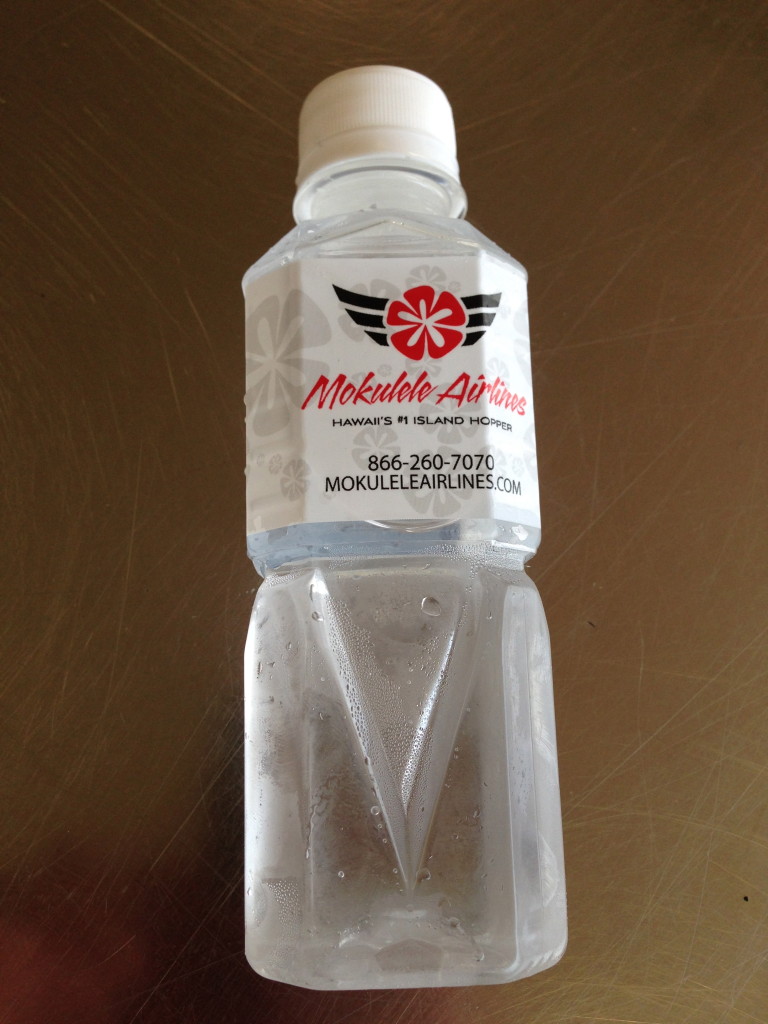 Mokulele Airlines
HAWAII'S #1 ISLAND HOPPER
866-260-7070
MOKULELEAIRLINES.COM